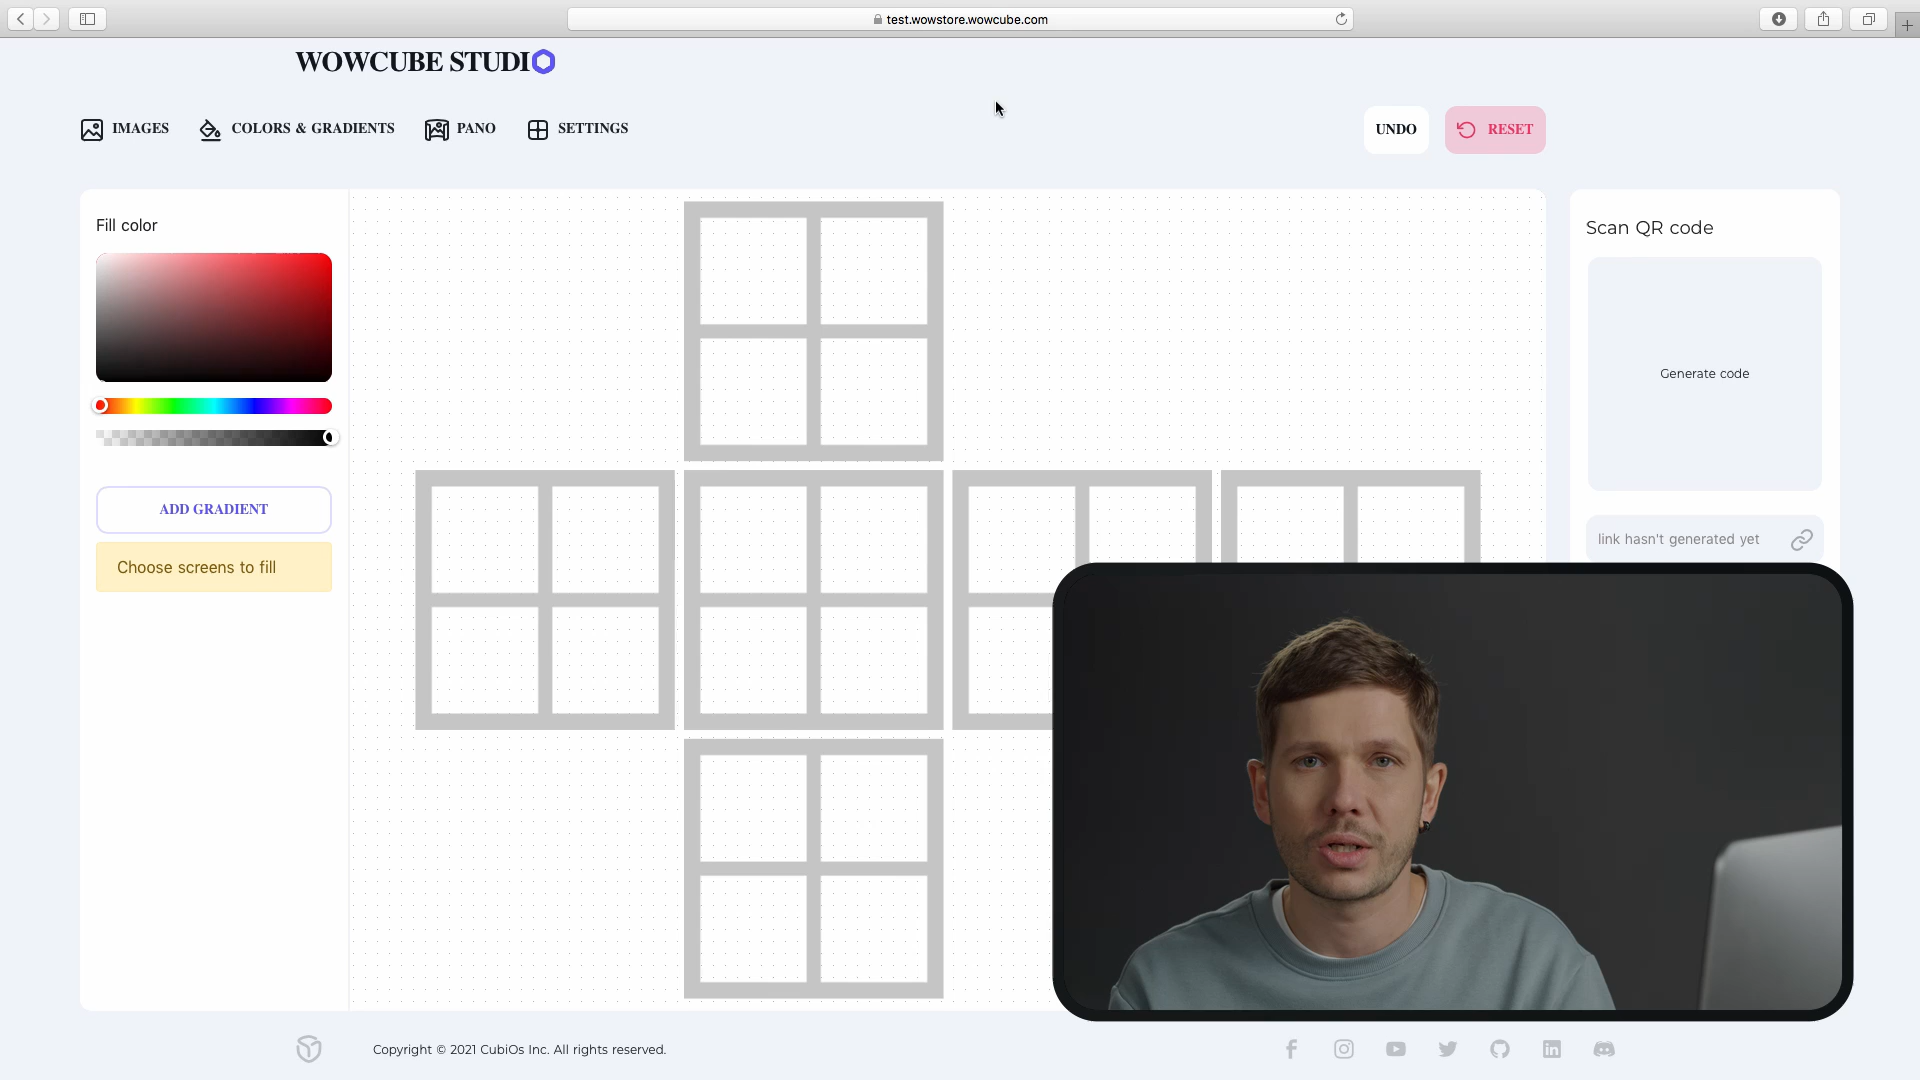 test.wowstore.wowcube.com
WOWCUBE STUDIO
IMAGES
COLORS & GRADIENTS
PANO
SETTINGS
UNDO
RESET
Fill color
Scan QR code
Generate code
ADD GRADIENT
link hasn't generated yet
Choose screens to fill
Copyright © 2021 CubiOs Inc. All rights reserved.